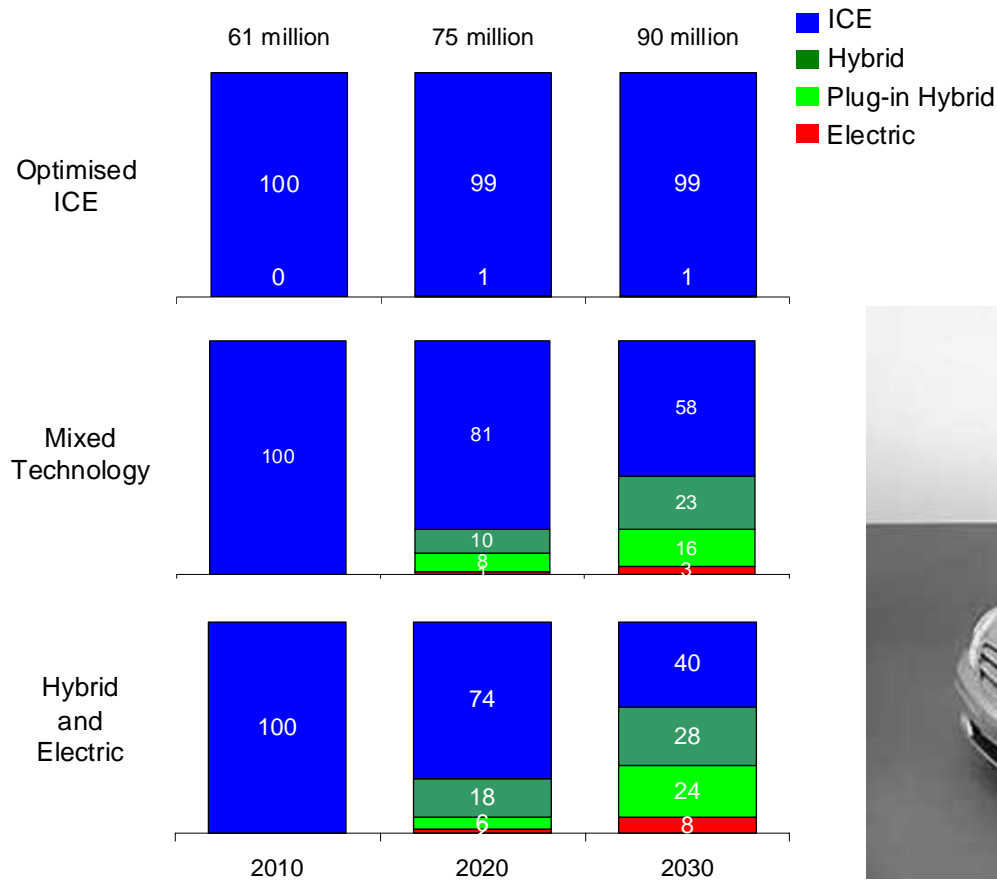 61 million 75 million 90 million
ICE
Hybrid
Plug-in Hybrid
Electric
Optimised
ICE
100 99 99
0 1 1
Mixed
Technology
100 81 58
10 23
8 16
1 3
Hybrid
and
Electric
100 74 40
18 28
6 24
8
2010 2020 2030